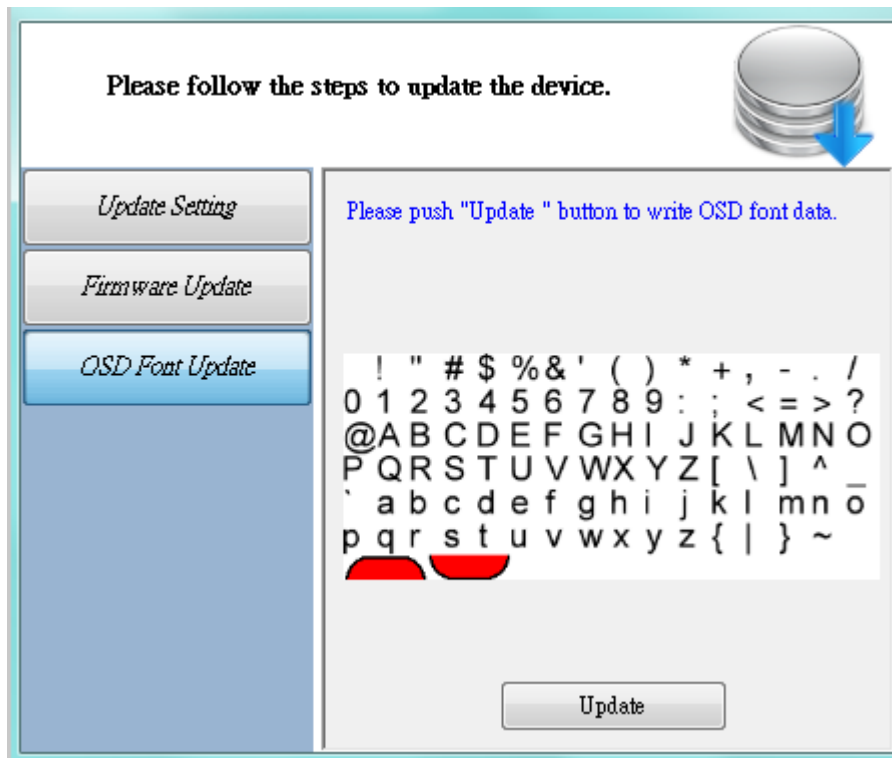 Please follow the steps to update the device.
Update Setting
Firmware Update
OSD Font Update
Please push "Update " button to write OSD font data.
! " # $ % & ' ( ) * + , - . /
0 1 2 3 4 5 6 7 8 9 : ; < = > ?
@ A B C D E F G H I J K L M N O
P Q R S T U V W X Y Z [ \ ] ^ _
` a b c d e f g h i j k l m n o
p q r s t u v w x y z { | } ~
Update